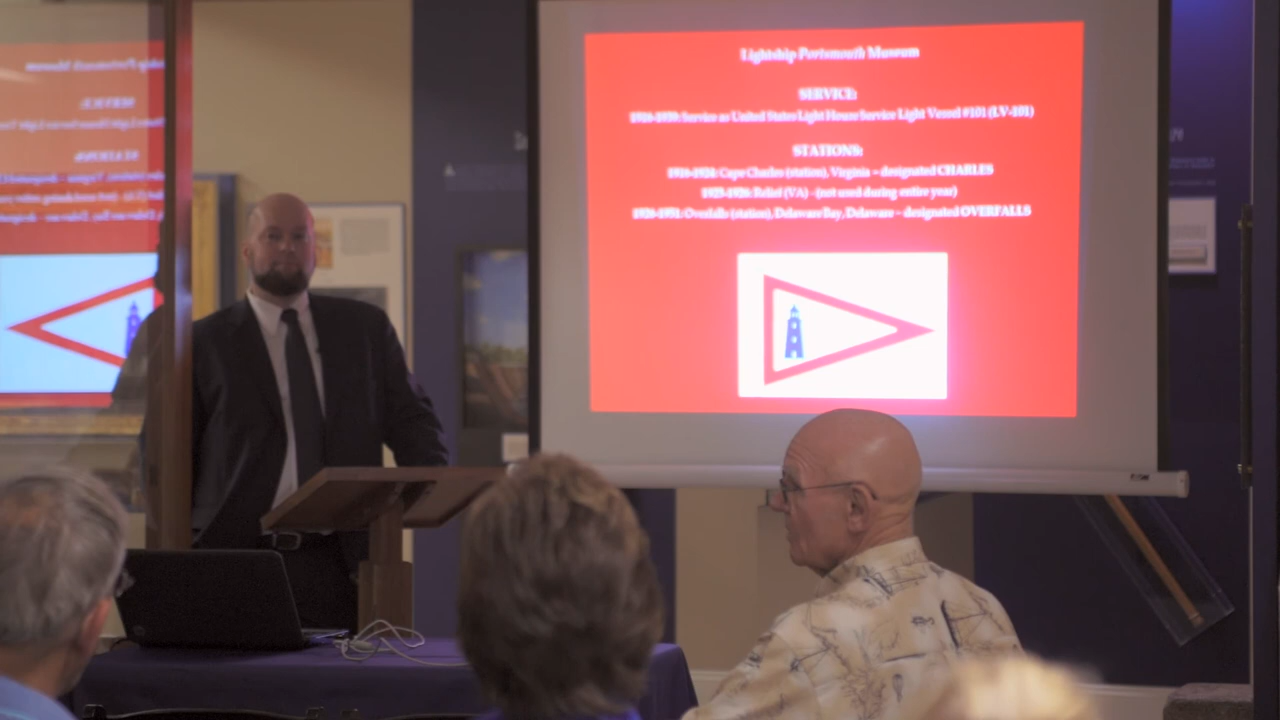 Lightship Portsmouth Museum
SERVICE:
1916-1939: Service as United States Light House Service Light Vessel #101 (LV-101)
STATIONS:
1916-1924: Cape Charles (station), Virginia – designated CHARLES
1925-1926: Relief (VA) - (not used during entire year)
1926-1951: Overfalls (station), Delaware Bay, Delaware – designated OVERFALLS